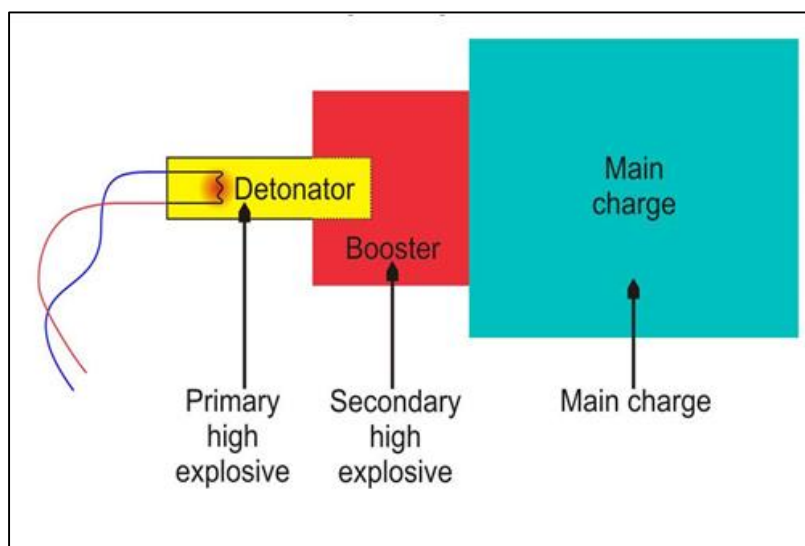 Main
charge
Detonator
Booster
Primary
high
explosive
Secondary
high
explosive
Main charge